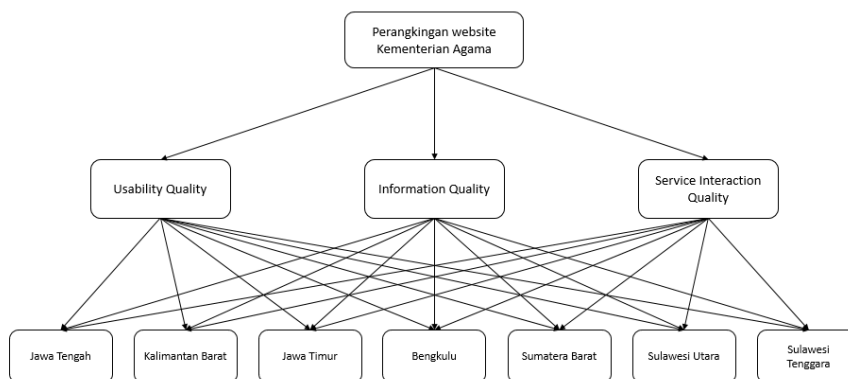 Perangkingan website
Kementerian Agama
Usability Quality
Information Quality
Service Interaction
Quality
Jawa Tengah
Kalimantan Barat
Jawa Timur
Bengkulu
Sumatera Barat
Sulawesi Utara
Sulawesi
Tenggara